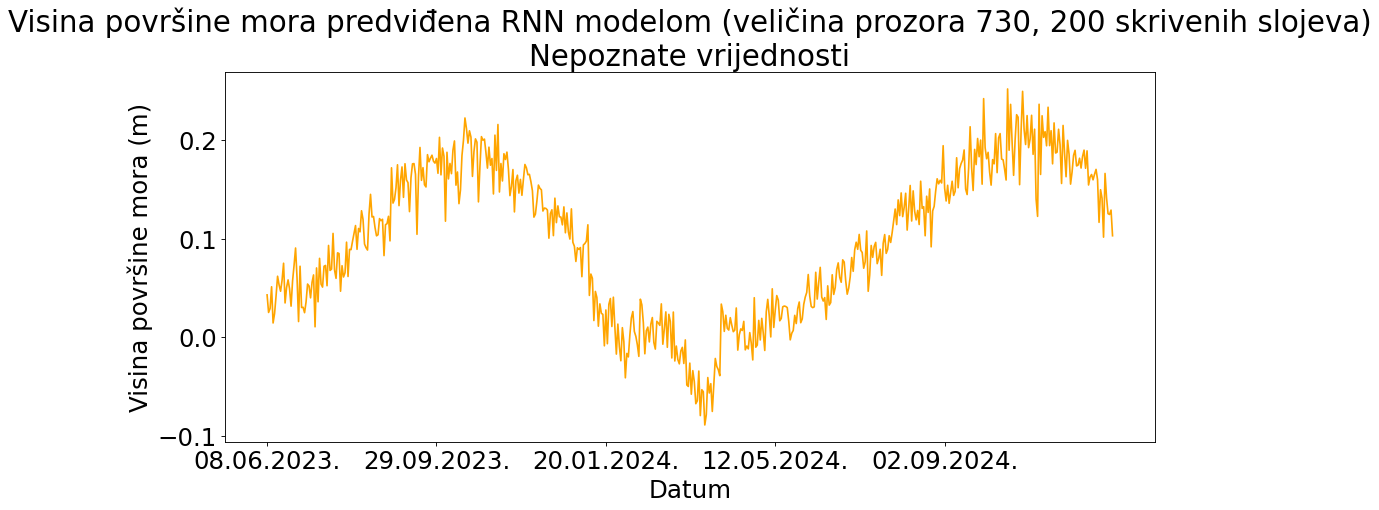 Visina površine mora predviđena RNN modelom (veličina prozora 730, 200 skrivenih slojeva)
Nepoznate vrijednosti
Visina površine mora (m)
0.2
0.1
0.0
−0.1
08.06.2023. 29.09.2023. 20.01.2024. 12.05.2024. 02.09.2024.
Datum